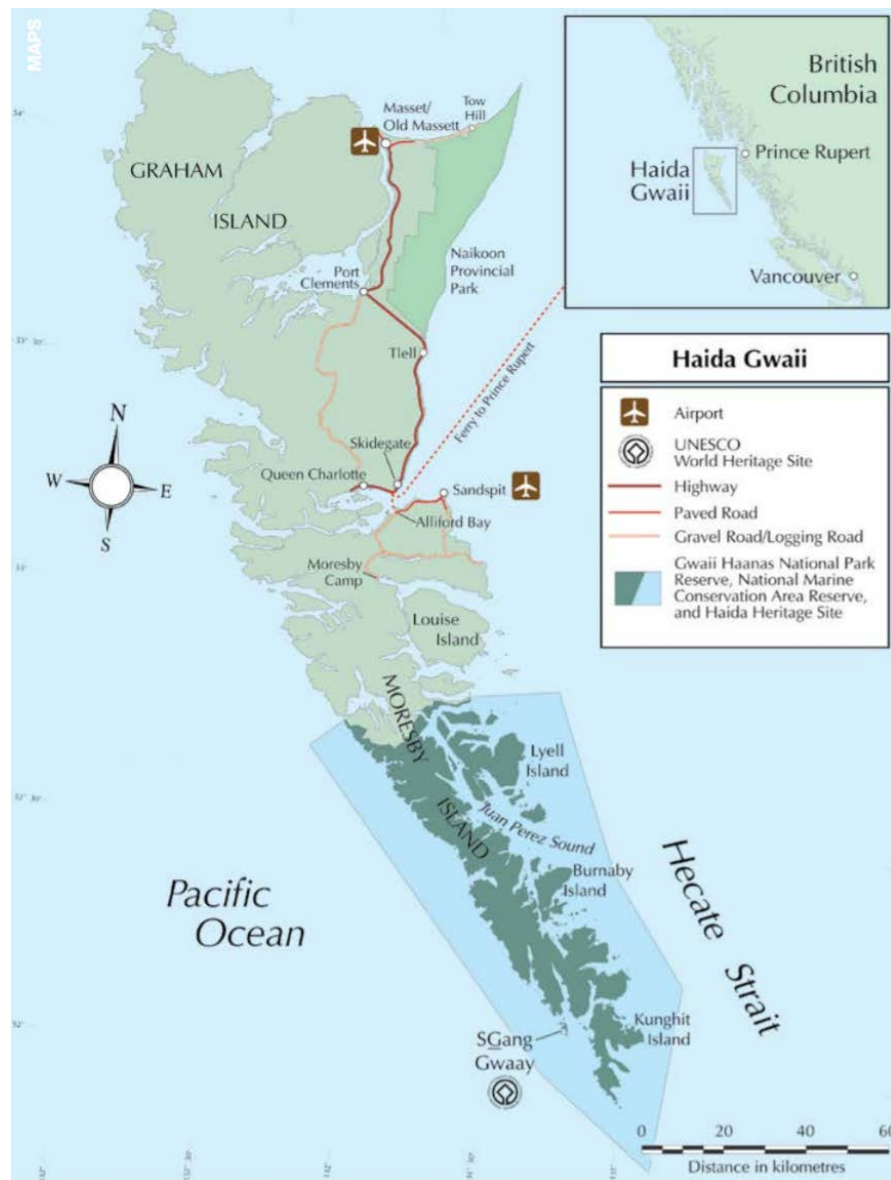 MAPS
54°
Masset/
Old Massett
Tow
Hill
GRAHAM
ISLAND
Port
Clements
Naikoon
Provincial
Park
Tlell
Ferry to Prince Rupert
Skidegate
Queen Charlotte
Sandspit
Alliford Bay
Moresby
Camp
Louise
Island
MORESBY
ISLAND
Lyell
Island
Juan Perez Sound
Burnaby
Island
Kunghit
Island
SGang
Gwaay
Pacific
Ocean
Hecate Strait
N
W
E
S
British
Columbia
Prince Rupert
Haida
Gwaii
Vancouver
Haida Gwaii
Airport
UNESCO
World Heritage Site
Highway
Paved Road
Gravel Road/Logging Road
Gwaii Haanas National Park
Reserve, National Marine
Conservation Area Reserve,
and Haida Heritage Site
0 20 40 60
Distance in kilometres